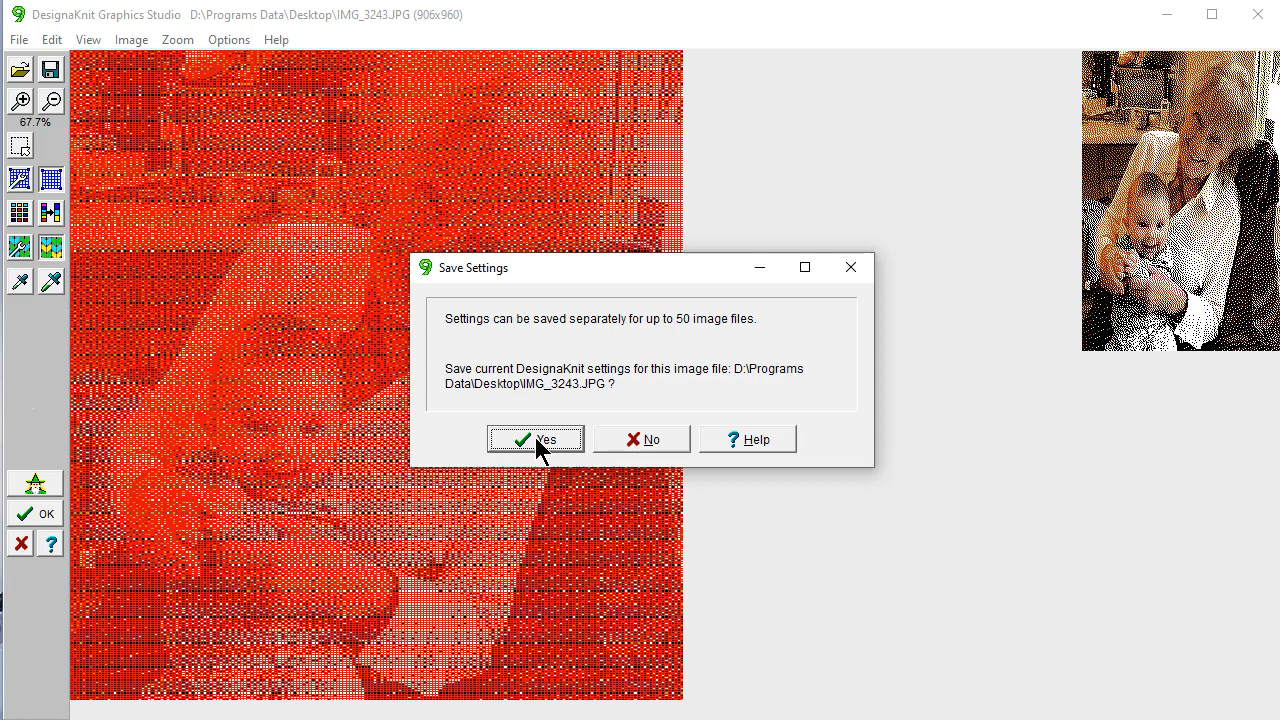 DesignaKnit Graphics Studio D:\Programs Data\Desktop\IMG_3243.JPG (906x960)
File Edit View Image Zoom Options Help
67.7%
Save Settings
Settings can be saved separately for up to 50 image files.
Save current DesignaKnit settings for this image file: D:\Programs
Data\Desktop\IMG_3243.JPG ?
Yes No Help
OK